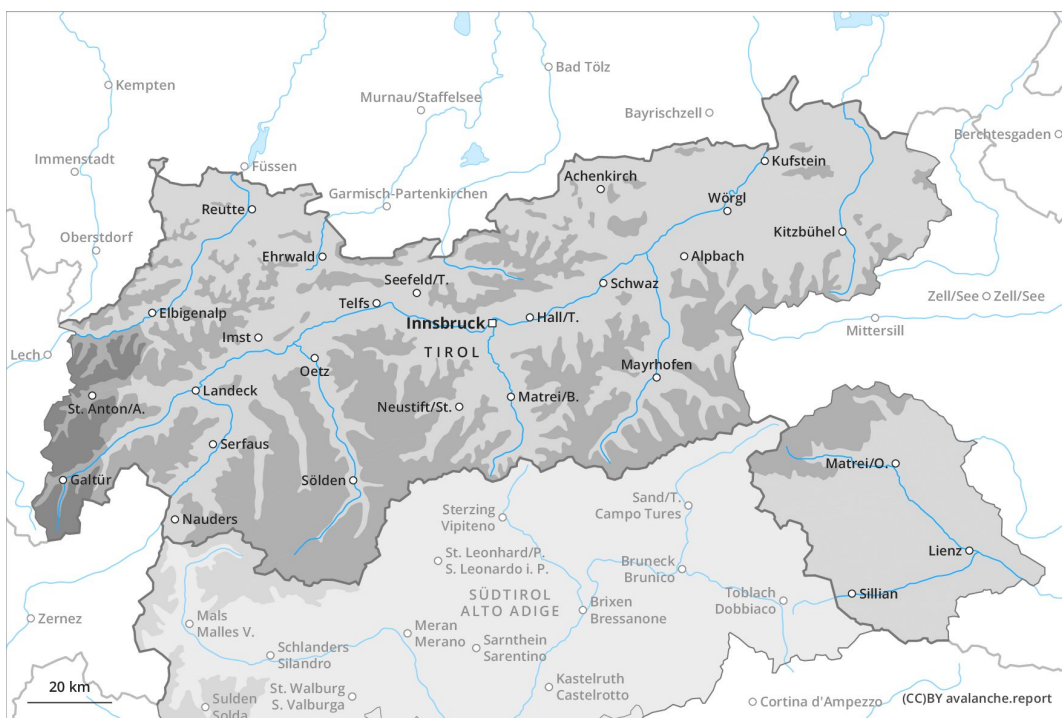 Bad Tölz
Kempten
Murnau/Staffelsee
Bayrischzell
Berchtesgaden
Immenstadt
Füssen
Kufstein
Achenkirch
Garmisch-Partenkirchen
Wörgl
Reutte
Kitzbühel
Oberstdorf
Ehrwald
Alpbach
Seefeld/T.
Schwaz
Zell/See
Zell/See
Telfs
Elbigenalp
Innsbruck
Hall/T.
Mittersill
Imst
Lech
TIROL
Oetz
Mayrhofen
Landeck
St. Anton/A.
Neustift/St.
Matrei/B.
Serfaus
Matrei/O.
Galtür
Sölden
Sand/T.
Campo Tures
Nauders
Sterzing
Vipiteno
Lienz
St. Leonhard/P.
S. Leonardo i. P.
Bruneck
Brunico
SÜDTIROL
ALTO ADIGE
Sillian
Toblach
Dobbiaco
Zernez
Mals
Malles V.
Brixen
Bressanone
Meran
Merano
Sarnthein
Sarentino
Schlanders
Silandro
20 km
St. Walburg
S. Valburga
Kastelruth
Castelrotto
Sulden
Solda
Cortina d'Ampezzo
(CC)BY avalanche.report